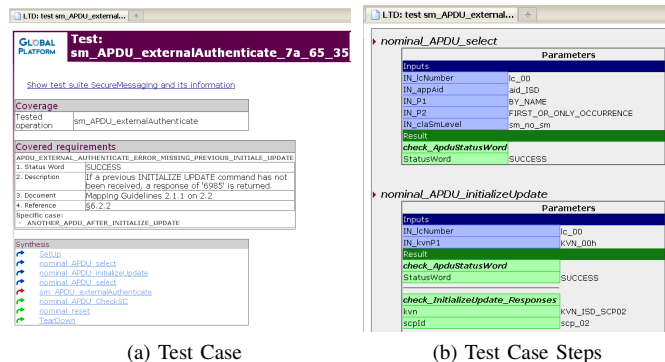 LTD: test sm_APDU_external...
GLOBAL PLATFORM
Test:
sm_APDU_externalAuthenticate_7a_65_35
Show test suite SecureMessaging and its information
Coverage
Tested operation sm_APDU_externalAuthenticate
Covered requirements
APDU_EXTERNAL_AUTHENTICATE_ERROR_MISSING_PREVIOUS_INITIALE_UPDATE
1. Status Word SUCCESS
2. Description If a previous INITIALIZE UPDATE command has not
been received, a response of '6985' is returned.
3. Document Mapping Guidelines 2.1.1 on 2.2
4. Reference §6.2.2
Specific case:
- ANOTHER_APDU_AFTER_INITIALIZE_UPDATE
Synthesis
SetUp
nominal_APDU_select
nominal_APDU_initializeUpdate
nominal_APDU_select
sm_APDU_externalAuthenticate
nominal_APDU_CheckSC
nominal_reset
TearDown
(a) Test Case
LTD: test sm_APDU_external...
nominal_APDU_select
Parameters
Inputs
IN_lcNumber lc_00
IN_appAid aid_ISD
IN_P1 BY_NAME
IN_P2 FIRST_OR_ONLY_OCCURRENCE
IN_claSmLevel sm_no_sm
Result
check_ApduStatusWord
StatusWord SUCCESS
nominal_APDU_initializeUpdate
Parameters
Inputs
IN_lcNumber lc_00
IN_kvnP1 KVN_00h
Result
check_ApduStatusWord
StatusWord SUCCESS
check_InitializeUpdate_Responses
kvn KVN_ISD_SCP02
scpId scp_02
(b) Test Case Steps